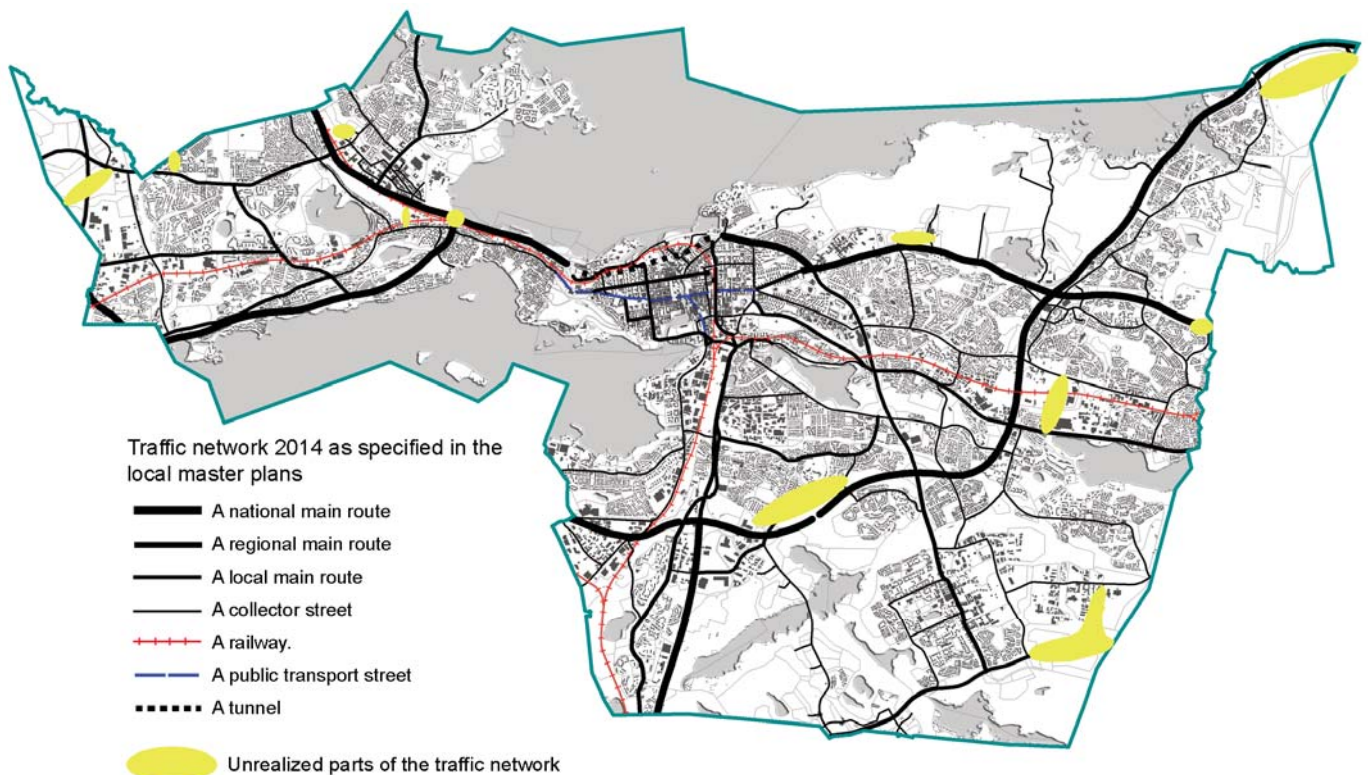 Traffic network 2014 as specified in the
local master plans
A national main route
A regional main route
A local main route
A collector street
A railway.
A public transport street
A tunnel
Unrealized parts of the traffic network